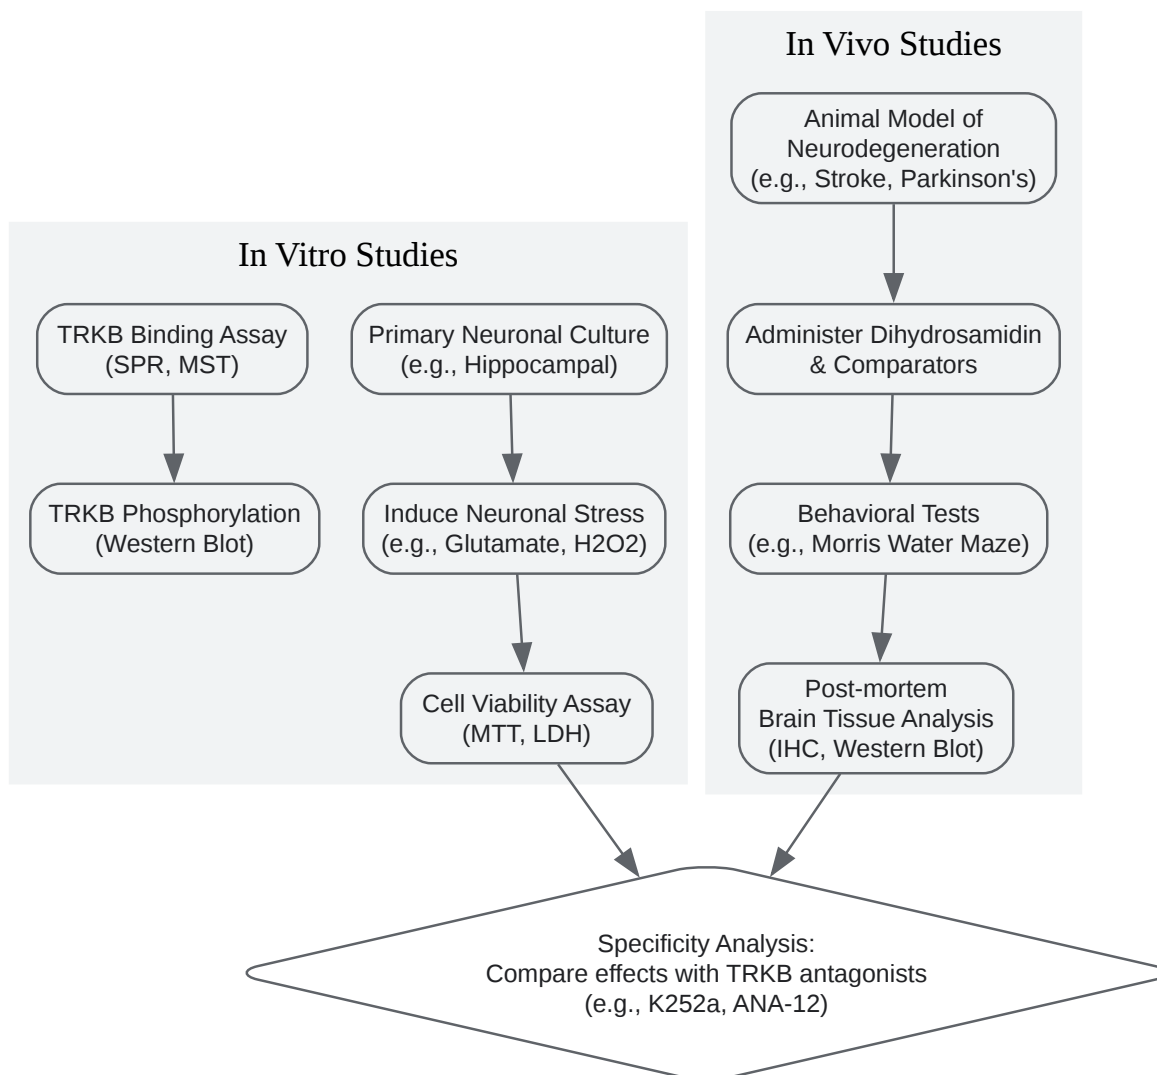 In Vivo Studies
Animal Model of
Neurodegeneration
(e.g., Stroke, Parkinson's)
Administer Dihydrosamidin
& Comparators
Behavioral Tests
(e.g., Morris Water Maze)
Post-mortem
Brain Tissue Analysis
(IHC, Western Blot)
In Vitro Studies
TRKB Binding Assay
(SPR, MST)
TRKB Phosphorylation
(Western Blot)
Primary Neuronal Culture
(e.g., Hippocampal)
Induce Neuronal Stress
(e.g., Glutamate, H2O2)
Cell Viability Assay
(MTT, LDH)
Specificity Analysis:
Compare effects with TRKB antagonists
(e.g., K252a, ANA-12)